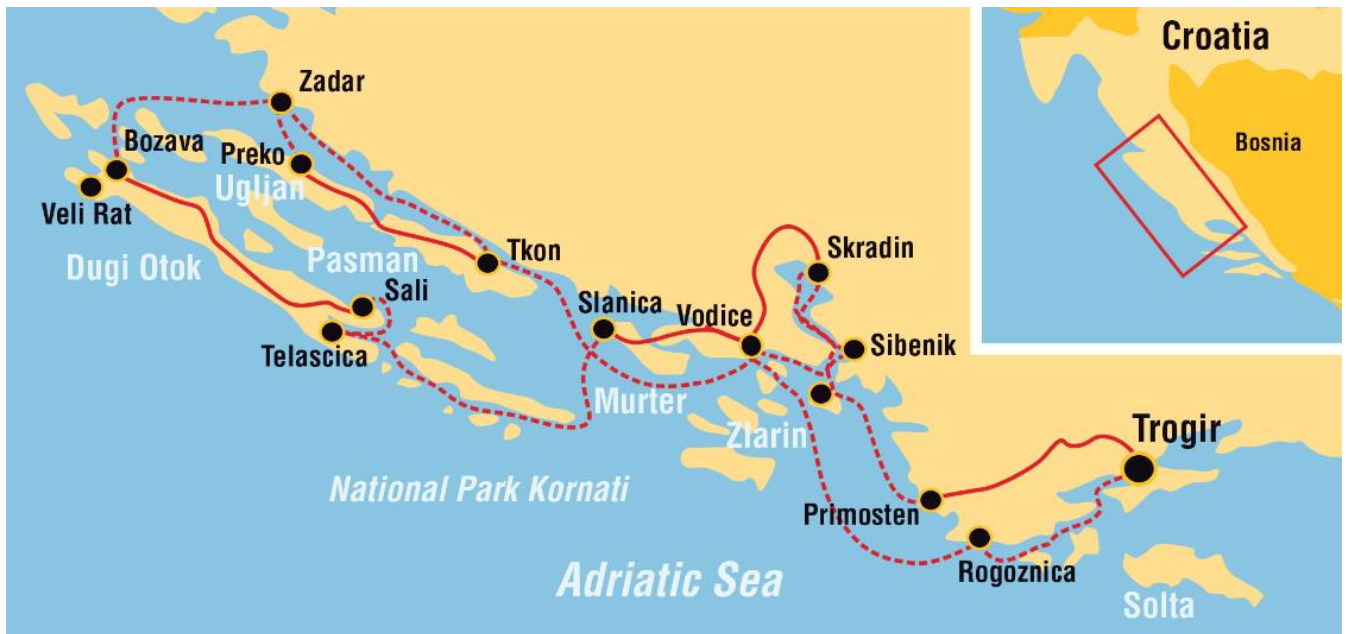 Croatia
Bosnia
Zadar
Bozava
Preko
Ugljan
Veli Rat
Dugi Otok
Pasman
Tkon
Sali
Telascica
Slanica
Vodice
Skradin
Sibenik
Murter
Zlarin
Trogir
National Park Kornati
Primosten
Rogoznica
Adriatic Sea
Solta